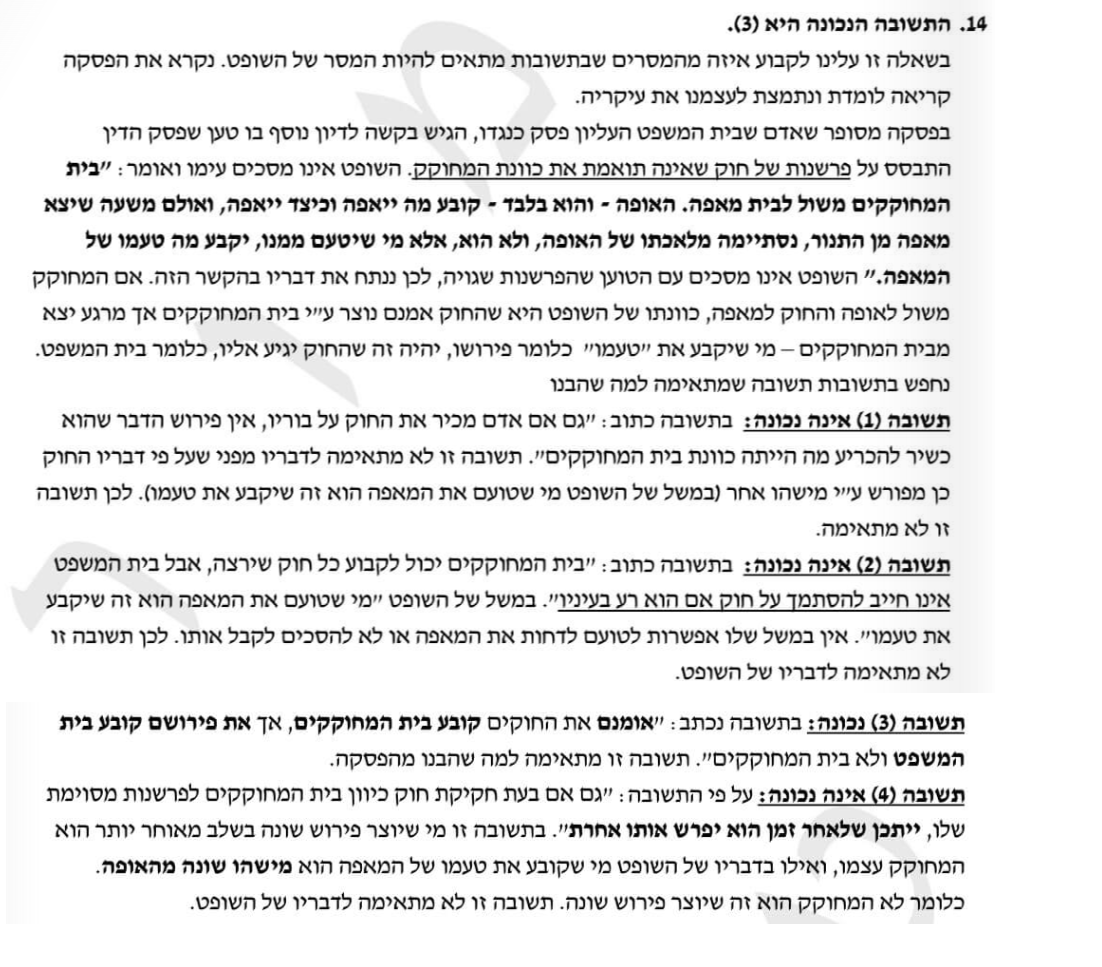 14. התשובה הנכונה היא (3).
בשאלה זו עלינו לקבוע איזה מהמסרים שבתשובות מתאים להיות המסר של השופט. נקרא את הפסקה
קריאה לומדת ונתמצת לעצמנו את עיקריה.
בפסקה מסופר שאדם שבית המשפט העליון פסק כנגדו, הגיש בקשה לדיון נוסף בו טען שפסק הדין
התבסס על פרשנות של חוק שאינה תואמת את כוונת המחוקק. השופט אינו מסכים עימו ואומר: "בית
המחוקקים משול לבית מאפה. האופה - והוא בלבד - קובע מה ייאפה וכיצד ייאפה, ואולם משעה שיצא
מאפה מן התנור, נסתיימה מלאכתו של האופה, ולא הוא, אלא מי שיטעם ממנו, יקבע מה טעמו של
המאפה." השופט אינו מסכים עם הטוען שהפרשנות שגויה, לכן ננתח את דבריו בהקשר הזה. אם המחוקק
משול לאופה והחוק למאפה, כוונתו של השופט היא שהחוק אמנם נוצר ע"י בית המחוקקים אך מרגע יצא
מבית המחוקקים – מי שיקבע את "טעמו" כלומר פירושו, יהיה זה שהחוק יגיע אליו, כלומר בית המשפט.
נחפש בתשובות תשובה שמתאימה למה שהבנו
תשובה (1) אינה נכונה: בתשובה כתוב: "גם אם אדם מכיר את החוק על בוריו, אין פירוש הדבר שהוא
כשיר להכריע מה הייתה כוונת בית המחוקקים". תשובה זו לא מתאימה לדבריו מפני שעל פי דבריו החוק
כן מפורש ע"י מישהו אחר (במשל של השופט מי שטועם את המאפה הוא זה שיקבע את טעמו). לכן תשובה
זו לא מתאימה.
תשובה (2) אינה נכונה: בתשובה כתוב: "בית המחוקקים יכול לקבוע כל חוק שירצה, אבל בית המשפט
אינו חייב להסתמך על חוק אם הוא רע בעיניו". במשל של השופט "מי שטועם את המאפה הוא זה שיקבע
את טעמו". אין במשל שלו אפשרות לטועם לדחות את המאפה או לא להסכים לקבל אותו. לכן תשובה זו
לא מתאימה לדבריו של השופט.
תשובה (3) נכונה: בתשובה נכתב: "אומנם את החוקים קובע בית המחוקקים, אך את פירושם קובע בית
המשפט ולא בית המחוקקים". תשובה זו מתאימה למה שהבנו מהפסקה.
תשובה (4) אינה נכונה: על פי התשובה: "גם אם בעת חקיקת חוק כיוון בית המחוקקים לפרשנות מסוימת
שלו, ייתכן שלאחר זמן הוא יפרש אותו אחרת". בתשובה זו מי שיוצר פירוש שונה בשלב מאוחר יותר הוא
המחוקק עצמו, ואילו בדבריו של השופט מי שקובע את טעמו של המאפה הוא מישהו שונה מהאופה.
כלומר לא המחוקק הוא זה שיוצר פירוש שונה. תשובה זו לא מתאימה לדבריו של השופט.